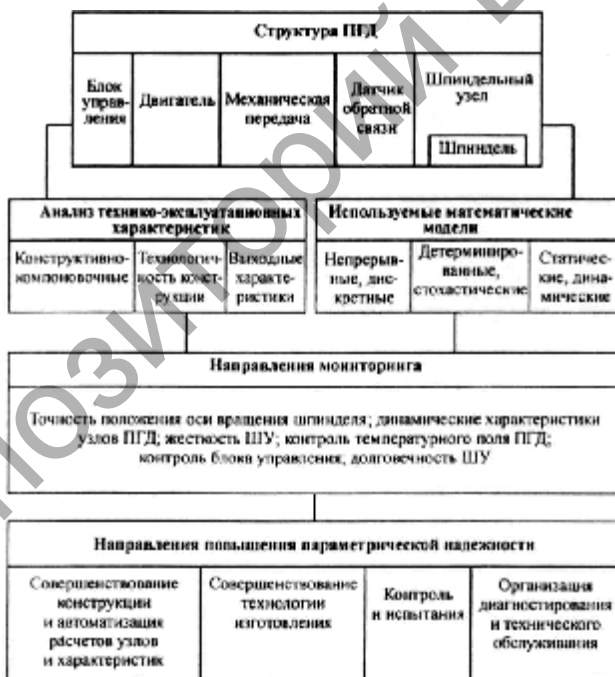 Структура ПГД
Блок
управ-
ления
Двигатель
Механическая
передача
Датчик
обратной
связи
Шпиндельный
узел
Шпиндель
Анализ технико-эксплуатационных
характеристик
Конструктивно-
компоновочные
Технологич-
ность конст-
рукции
Выходные
характе-
ристики
Используемые математические
модели
Непрерыв-
ные, дис-
кретные
Детерминиро-
ванные,
стохастические
Статичес-
кие, дина-
мические
Направления мониторинга
Точность положения оси вращения шпинделя; динамические характеристики
узлов ПГД; жесткость ШУ; контроль температурного поля ПГД;
контроль блока управления; долговечность ШУ
Направления повышения параметрической надежности
Совершенствование
конструкции
и автоматизация
расчетов узлов
и характеристик
Совершенствование
технологии
изготовления
Контроль
и испытания
Организация
диагностирования
и технического
обслуживания
ПОЗИТОРИЙ